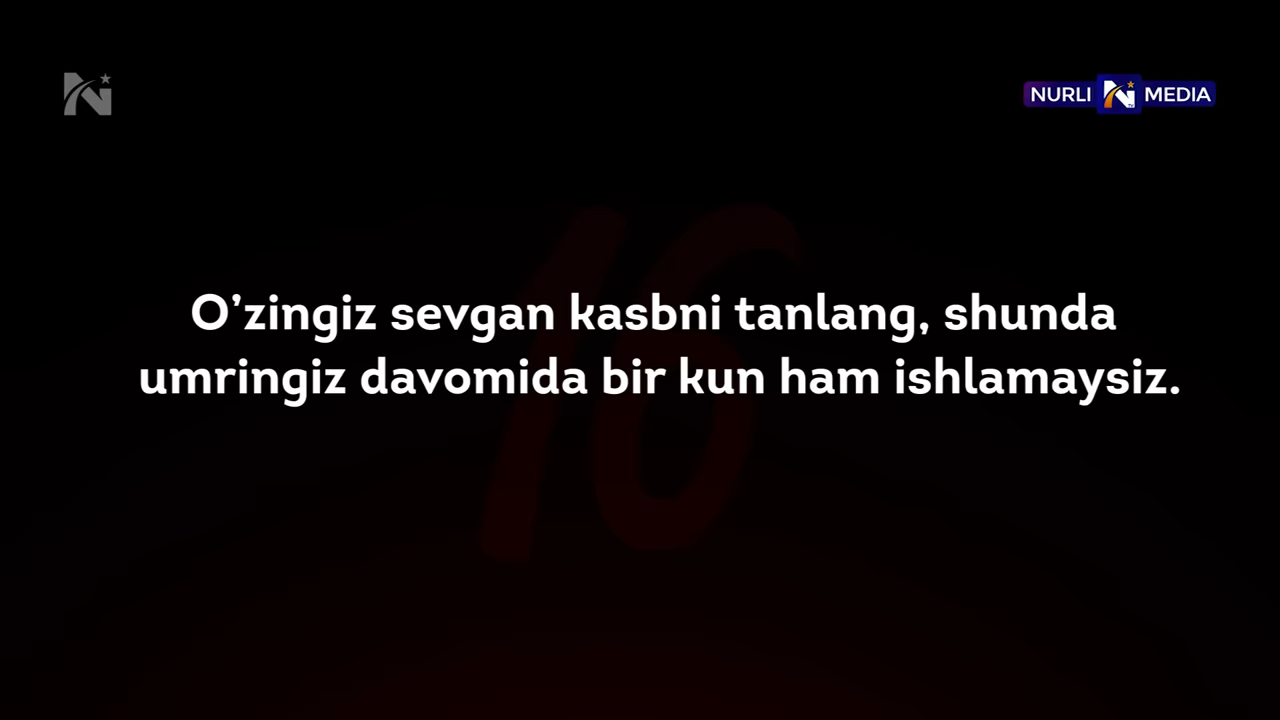 NURLI N MEDIA
16
O’zingiz sevgan kasbni tanlang, shunda
umringiz davomida bir kun ham ishlamaysiz.